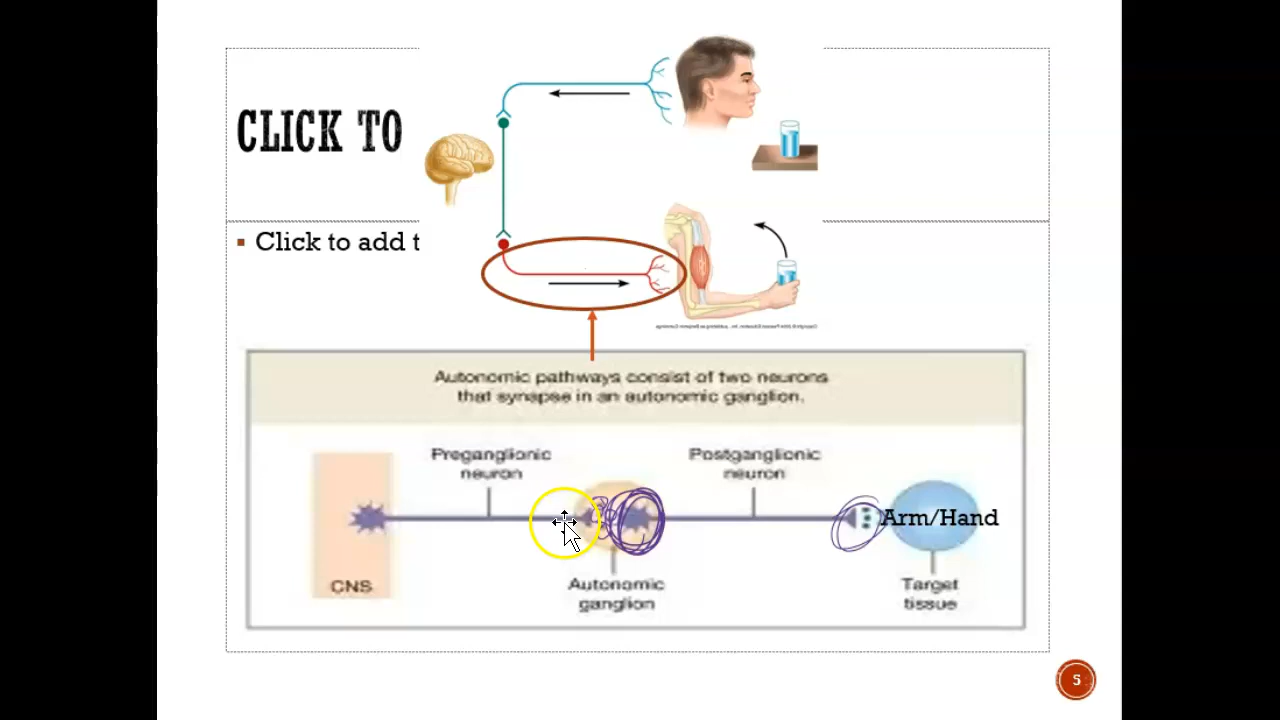 CLICK TO
Click to add t
Autonomic pathways consist of two neurons
that synapse in an autonomic ganglion.
Preganglionic
neuron
Postganglionic
neuron
Arm/Hand
CNS
Autonomic
ganglion
Target
tissue
5